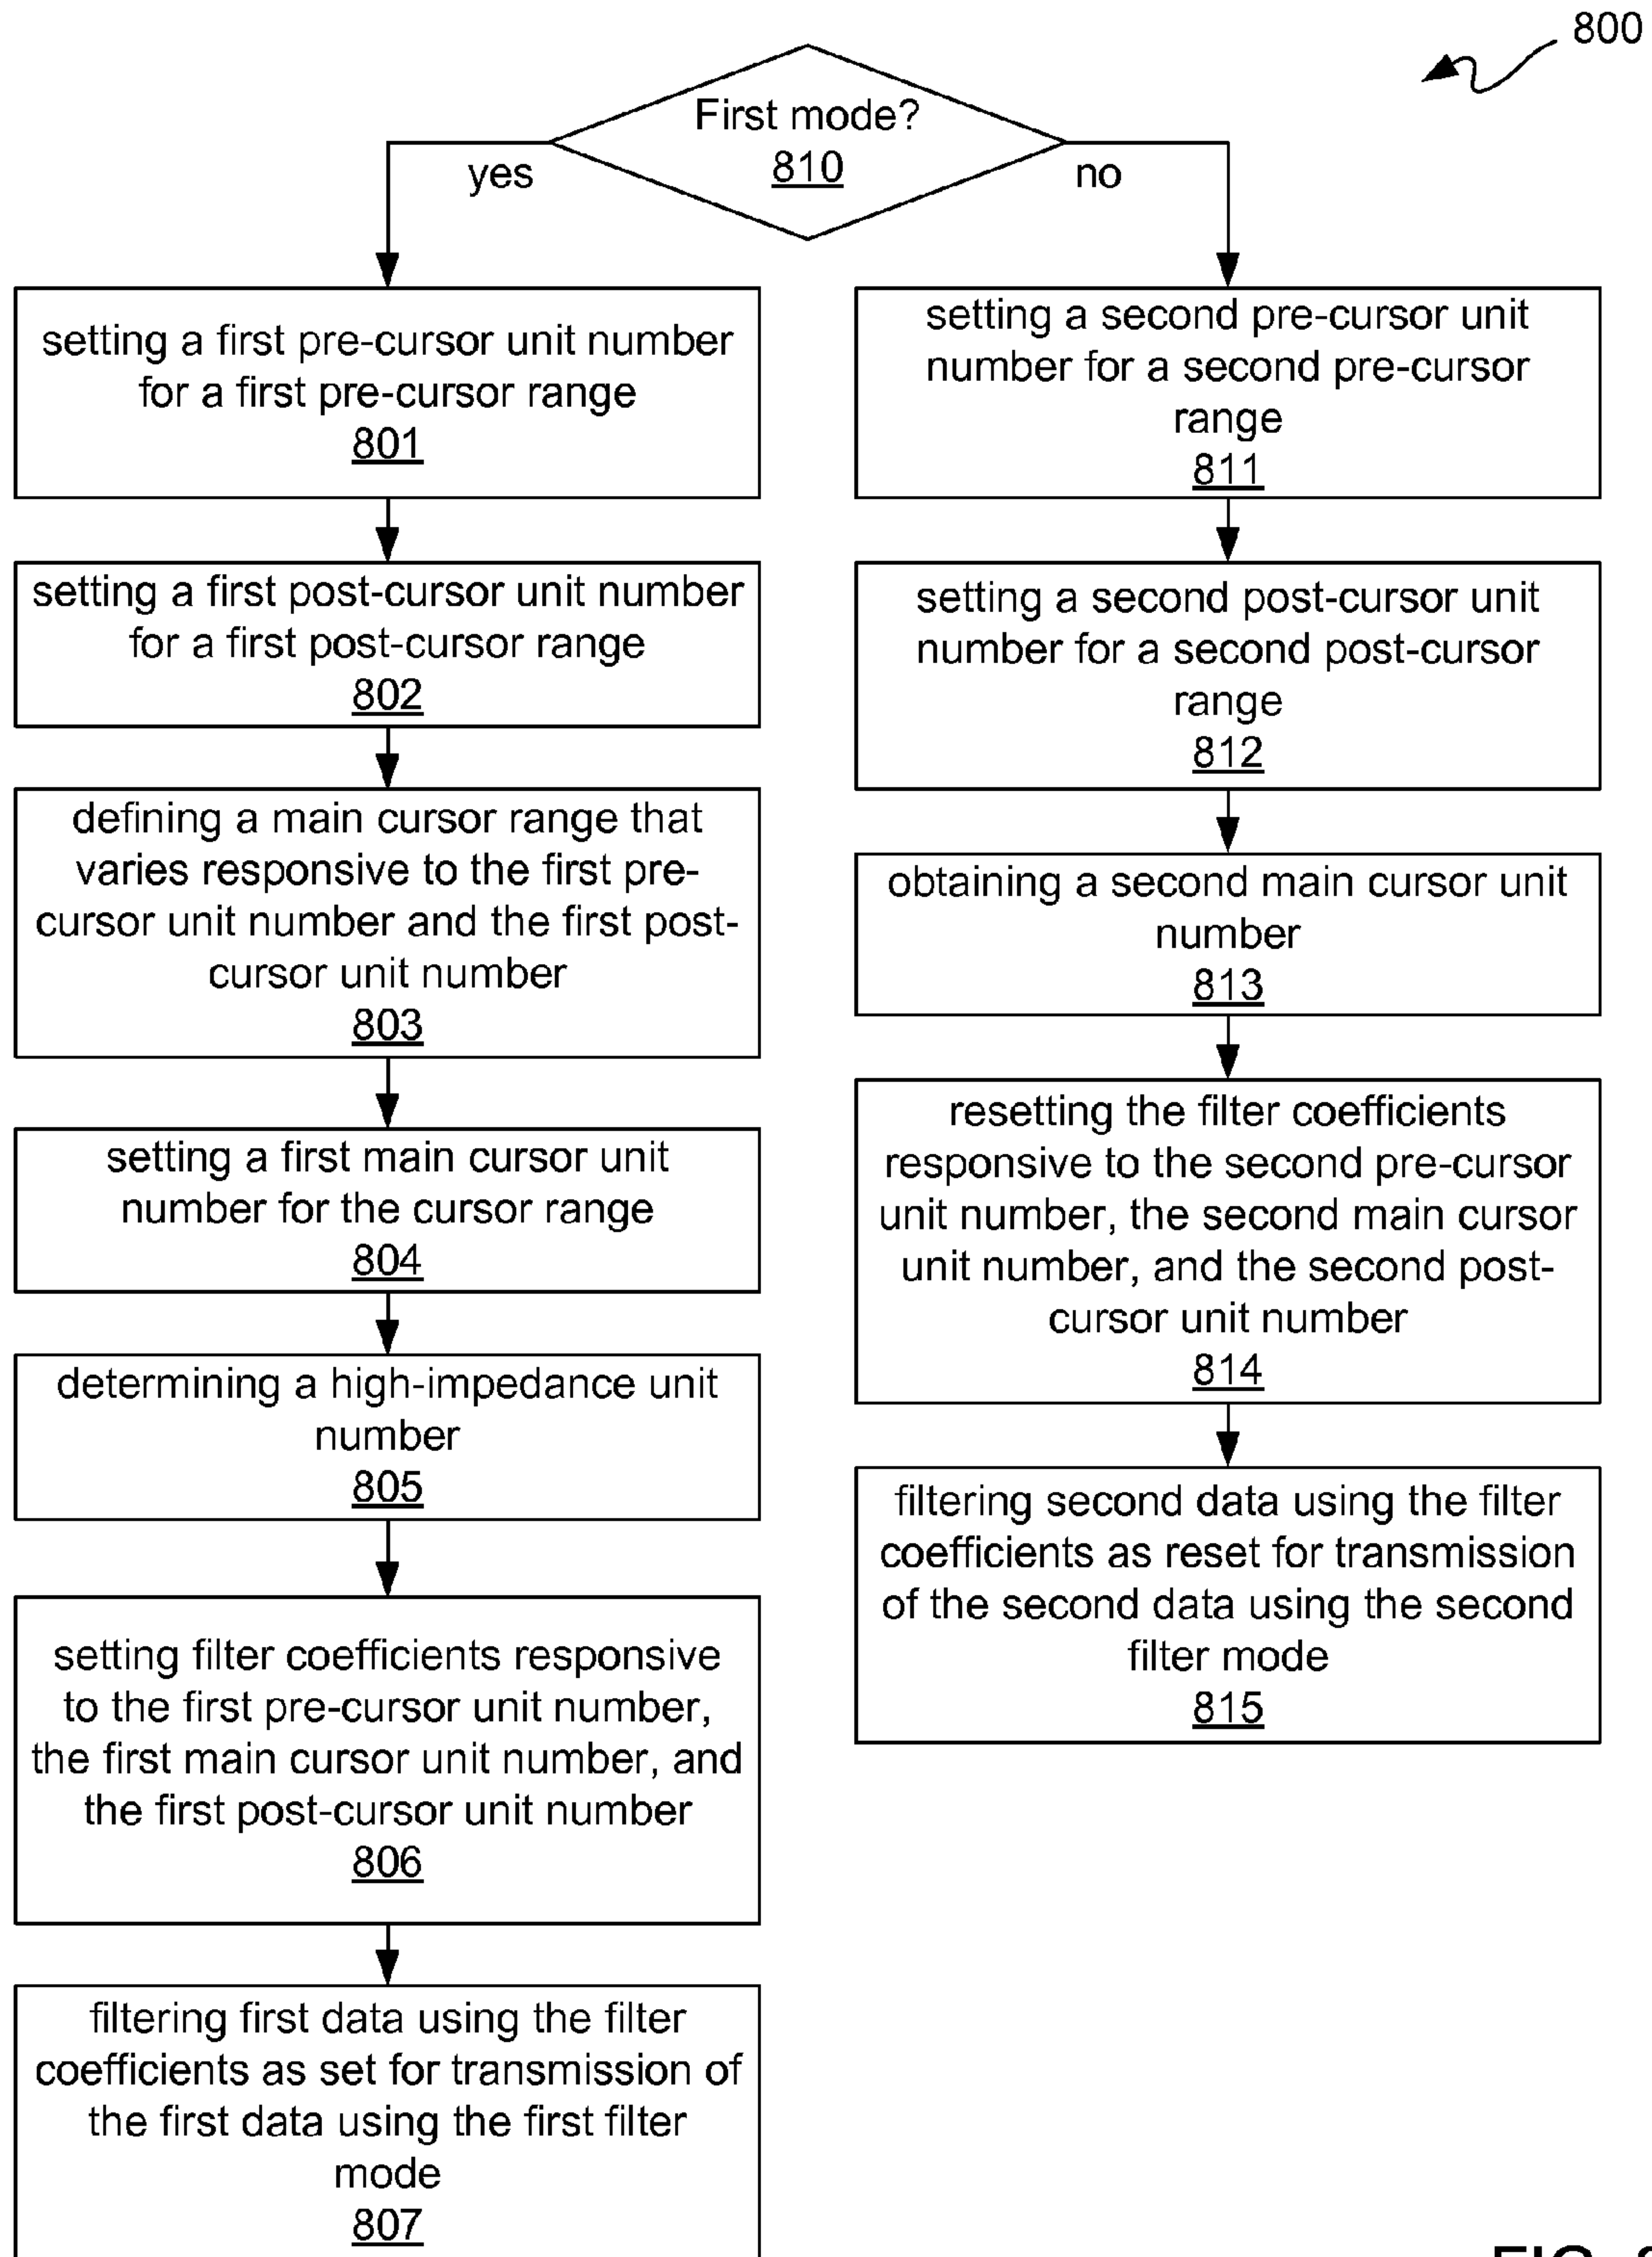 800
First mode?
810
yes
no
setting a first pre-cursor unit number
for a first pre-cursor range
801
setting a first post-cursor unit number
for a first post-cursor range
802
defining a main cursor range that
varies responsive to the first pre-
cursor unit number and the first post-
cursor unit number
803
setting a first main cursor unit
number for the cursor range
804
determining a high-impedance unit
number
805
setting filter coefficients responsive
to the first pre-cursor unit number,
the first main cursor unit number, and
the first post-cursor unit number
806
filtering first data using the filter
coefficients as set for transmission of
the first data using the first filter
mode
807
setting a second pre-cursor unit
number for a second pre-cursor
range
811
setting a second post-cursor unit
number for a second post-cursor
range
812
obtaining a second main cursor unit
number
813
resetting the filter coefficients
responsive to the second pre-cursor
unit number, the second main cursor
unit number, and the second post-
cursor unit number
814
filtering second data using the filter
coefficients as reset for transmission
of the second data using the second
filter mode
815
FIG.